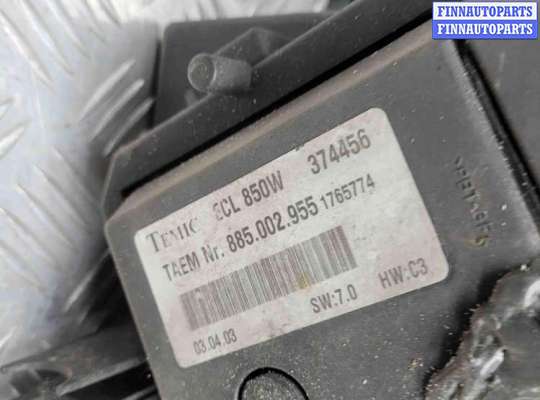 FINNAUTOPARTS
FINNAUTOPARTS
TEMIC ECL 850W 374456
TAEM Nr. 885.002.955 1765774
03.04.03 SW:7.0 HW:C3